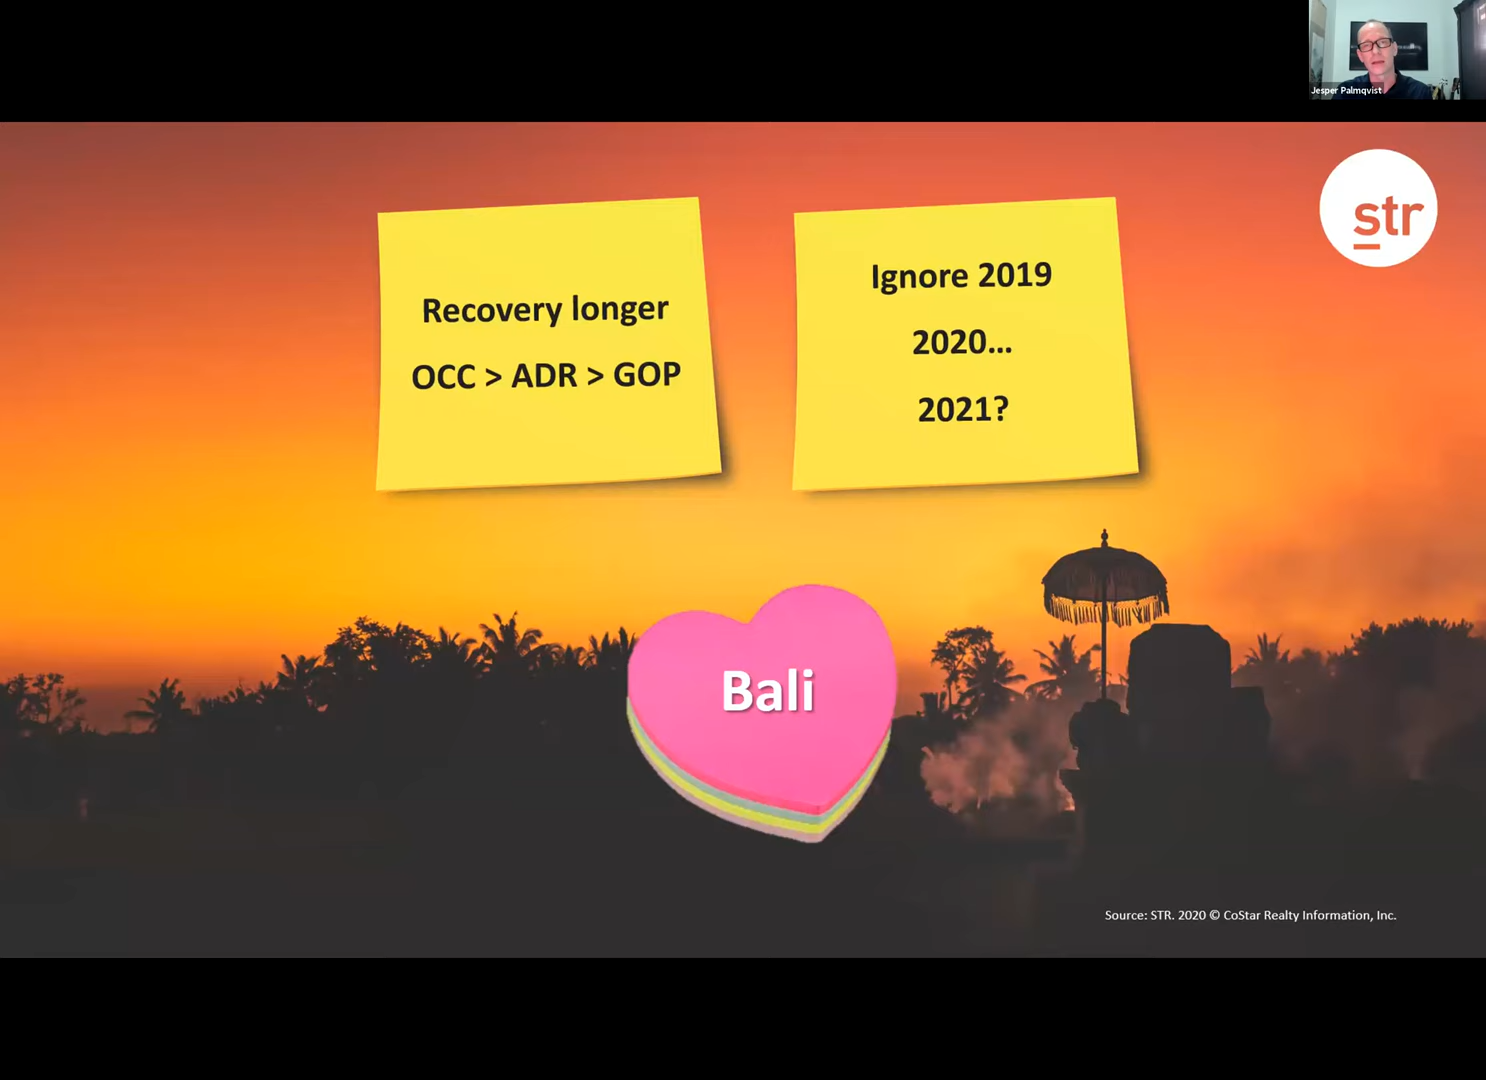 Jesper Palmqvist
str
Recovery longer
OCC > ADR > GOP
Ignore 2019
2020...
2021?
Bali
Source: STR. 2020 © CoStar Realty Information, Inc.